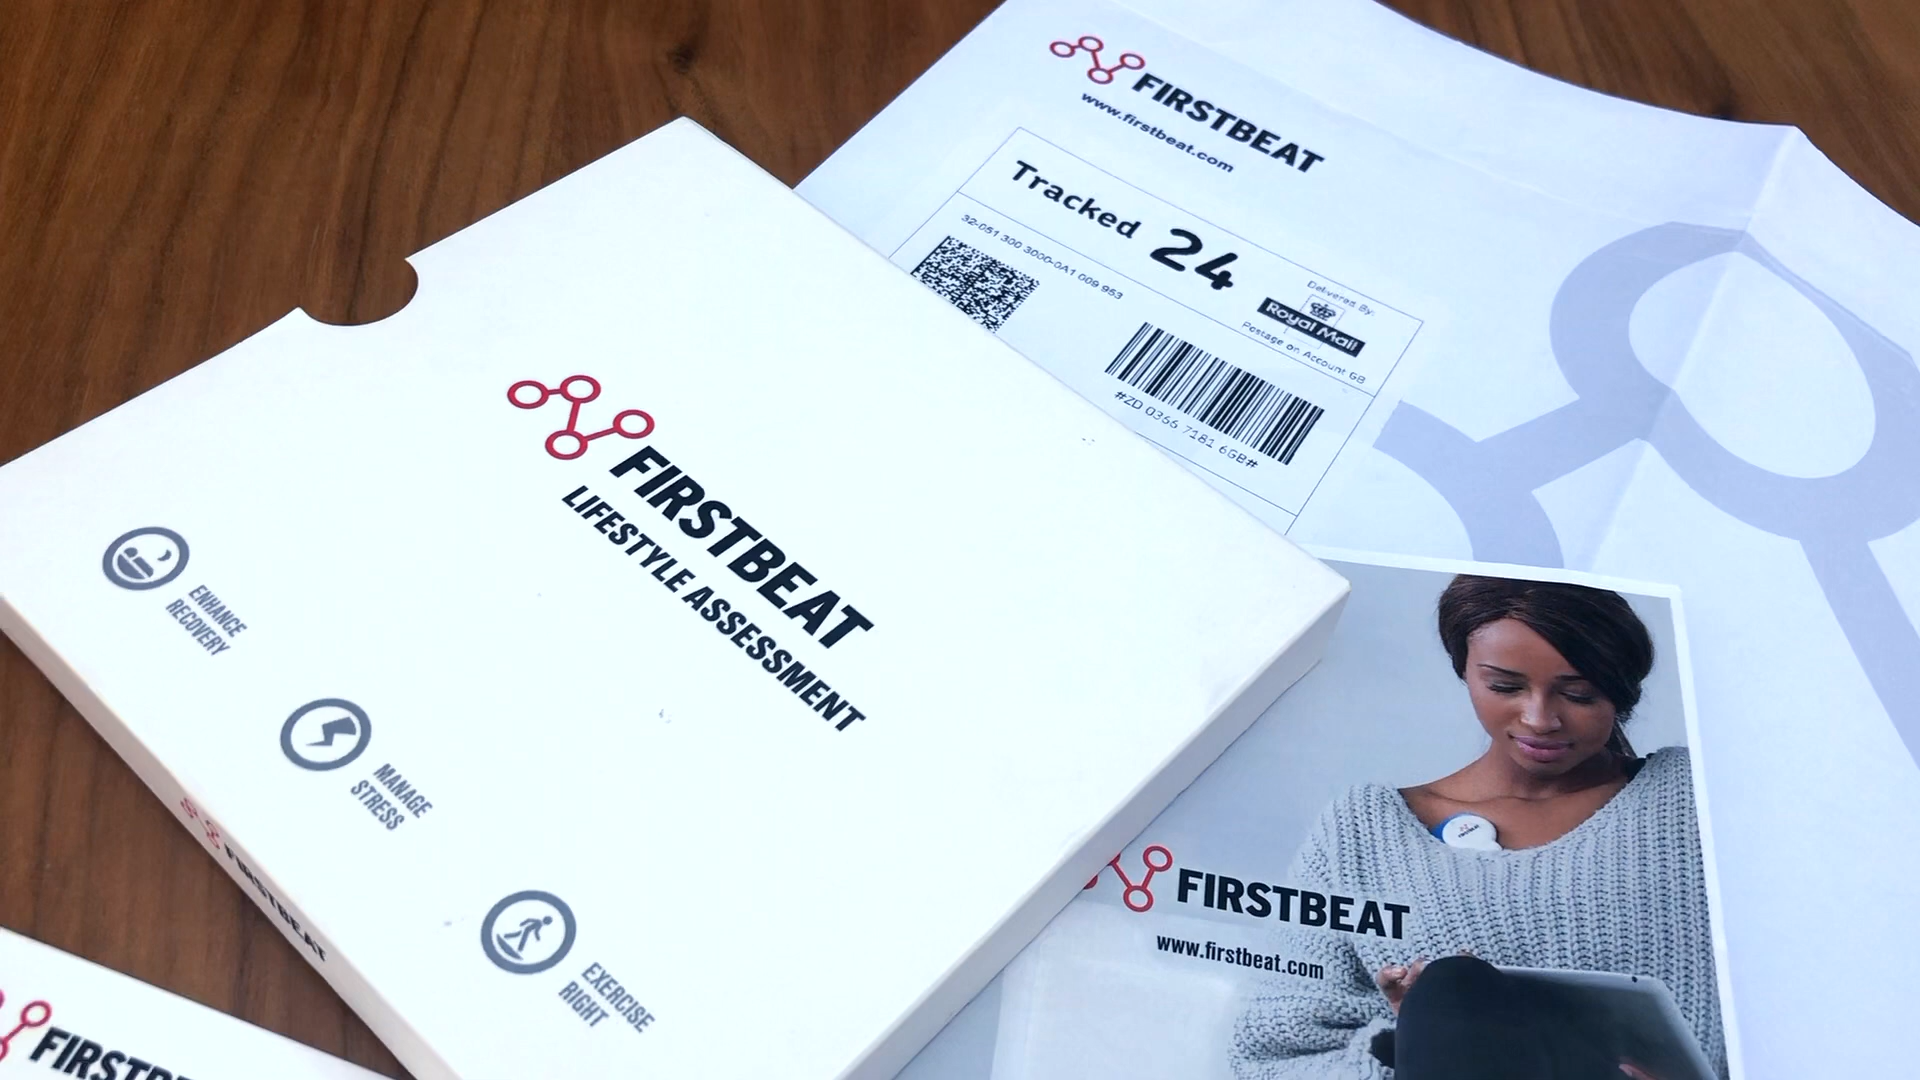 FIRSTBEAT
www.firstbeat.com
Tracked 24
32-051 300 3000-0A1 009 953
Delivered By:
Royal Mail
Postage on Account GB
#ZD 0366 7181 6GB#
FIRSTBEAT
LIFESTYLE ASSESSMENT
ENHANCE
RECOVERY
MANAGE
STRESS
EXERCISE
RIGHT
FIRSTBEAT
FIRSTBEAT
www.firstbeat.com
FIRSTBE